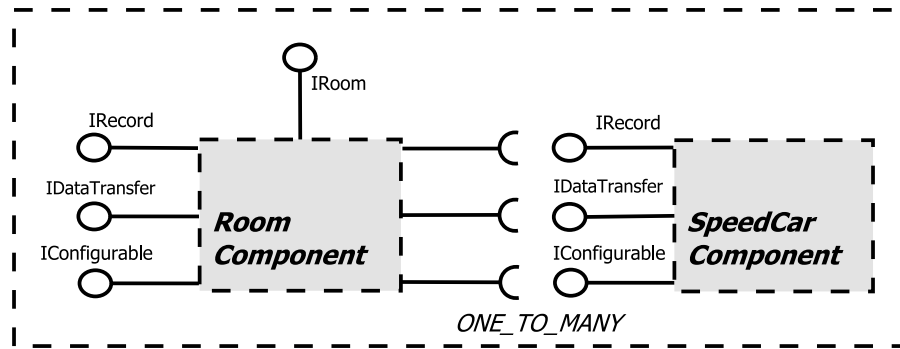 IRoom
IRecord
IRecord
IDataTransfer
IDataTransfer
Room
Component
SpeedCar
Component
IConfigurable
IConfigurable
ONE_TO_MANY